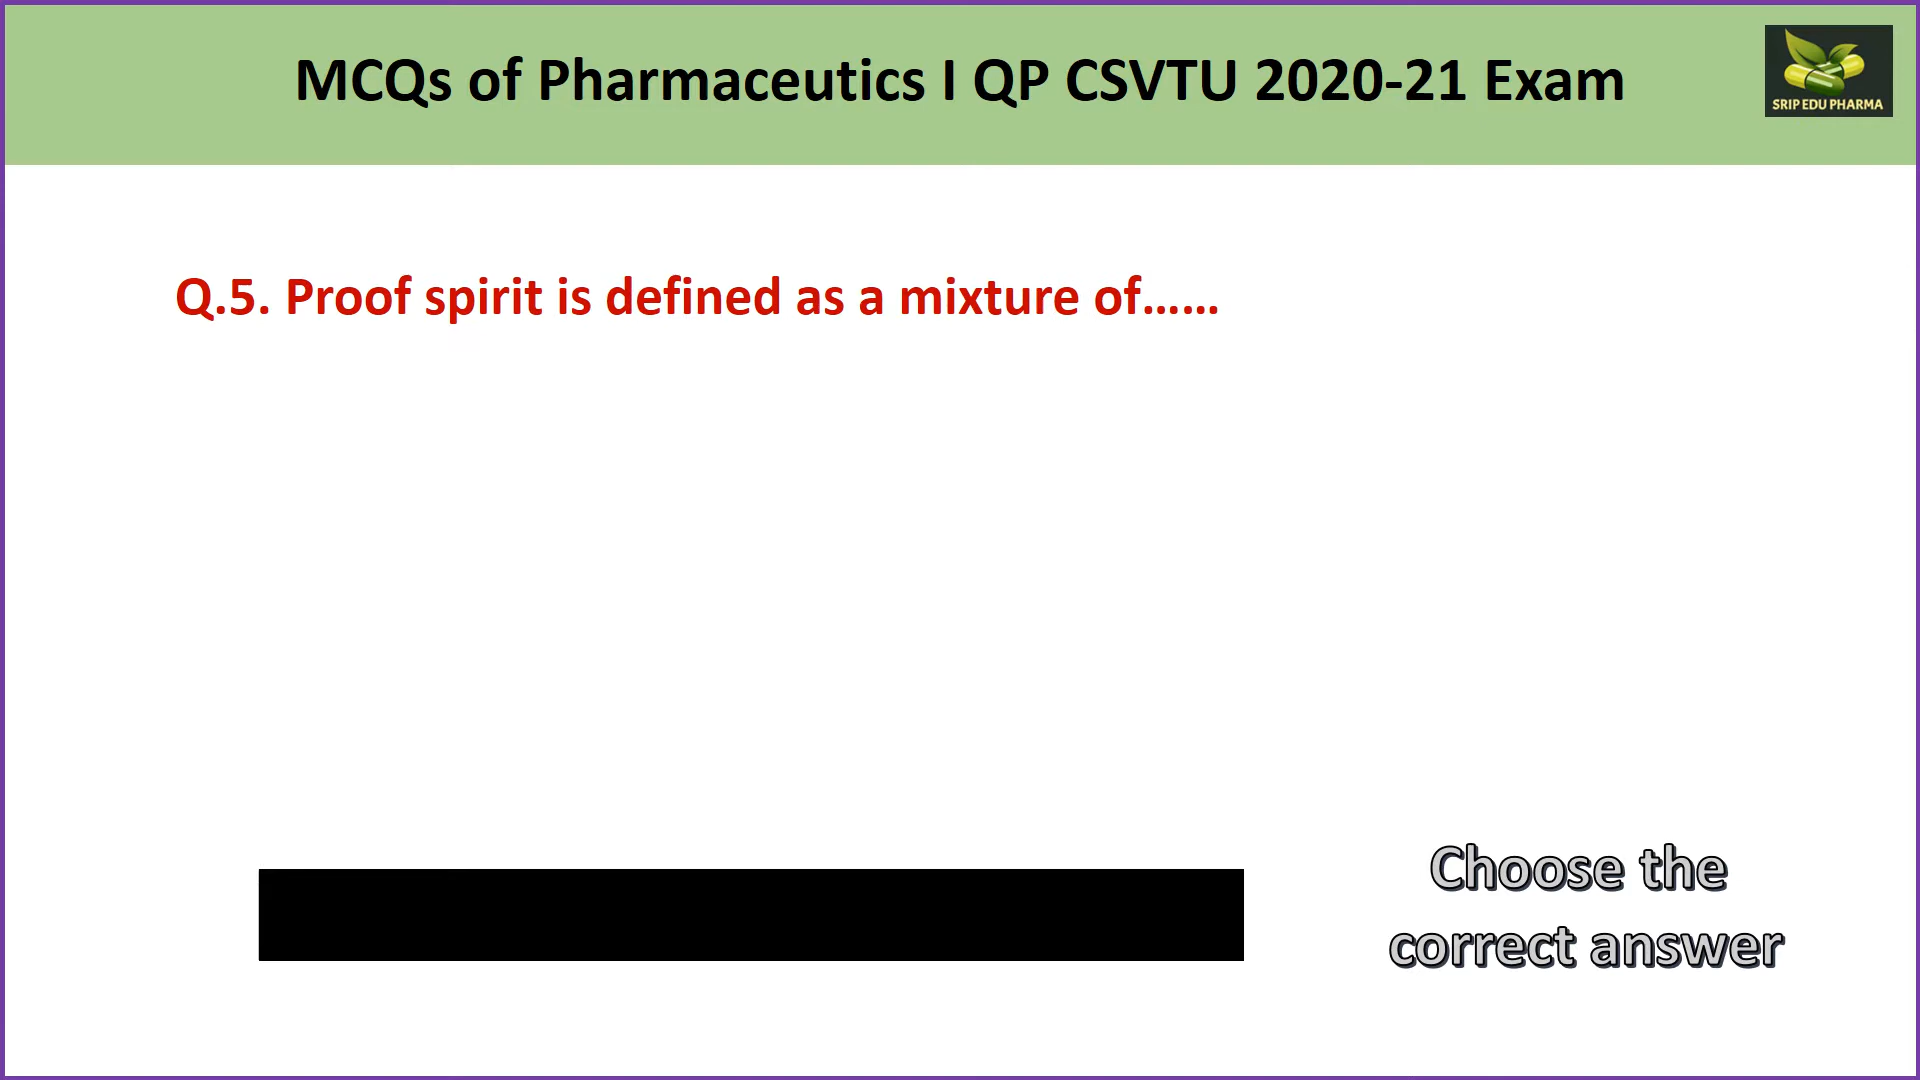 MCQs of Pharmaceutics I QP CSVTU 2020-21 Exam
SRIP EDU PHARMA
Q.5. Proof spirit is defined as a mixture of……
Choose the
correct answer